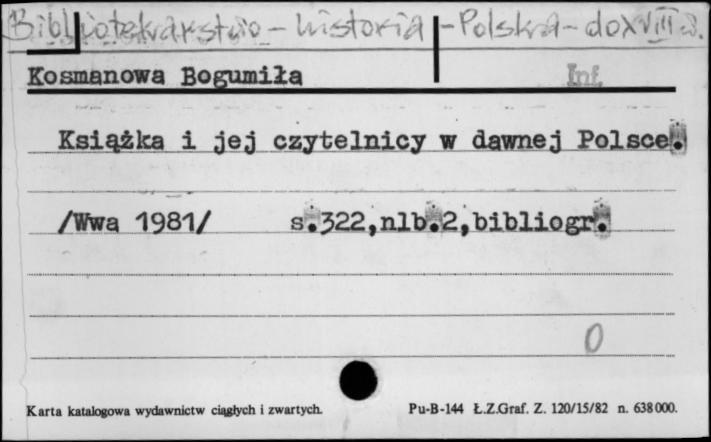 Bibliotekarstwo - historia - Polska - do XVIII w.
Kosmanowa Bogumiła
Inf.
Książka i jej czytelnicy w dawnej Polsce.
/Wwa 1981/ s.322,nlb.2,bibliogr.
0
Karta katalogowa wydawnictw ciągłych i zwartych. Pu-B-144 Ł.Z.Graf. Z. 120/15/82 n. 638000.